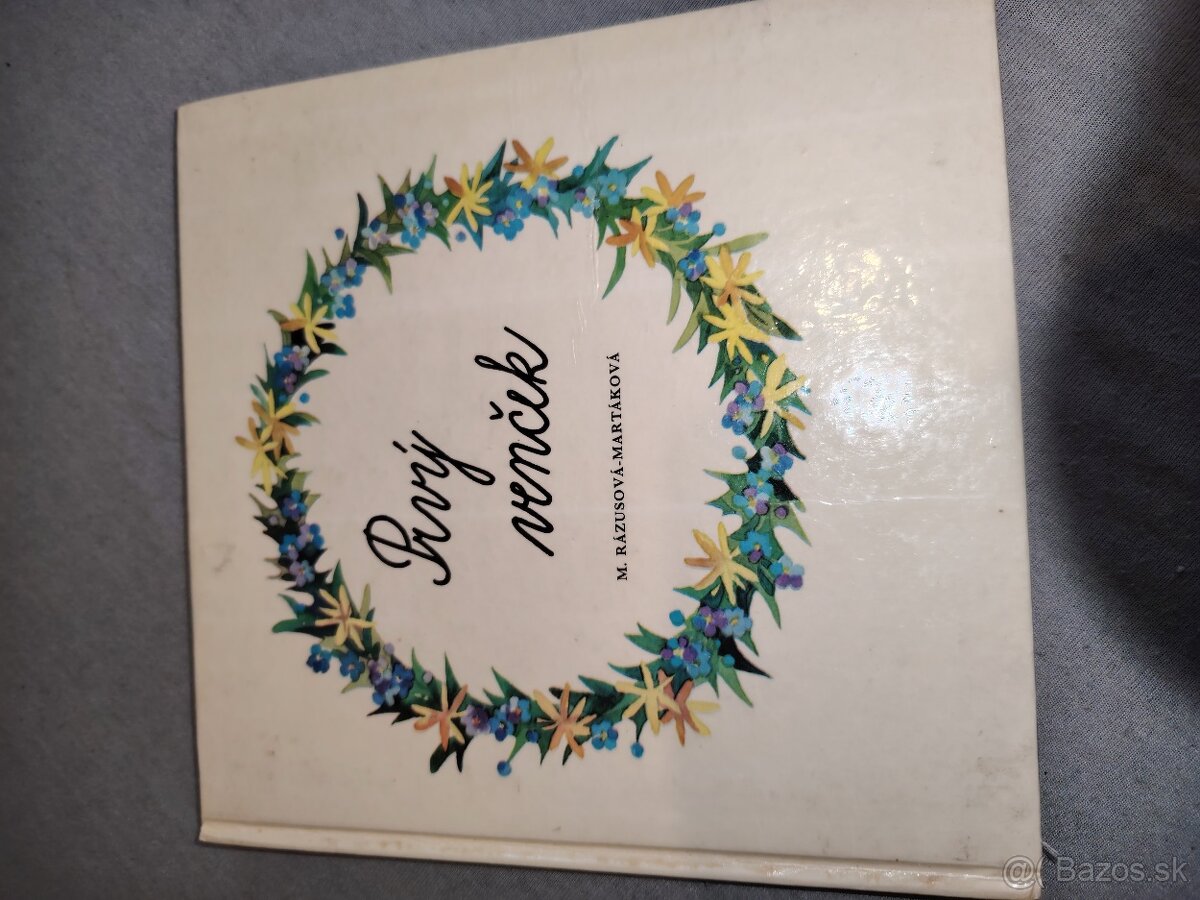 Prvý
venček
M. RÁZUSOVÁ-MARTÁKOVÁ
@( Bazos.sk